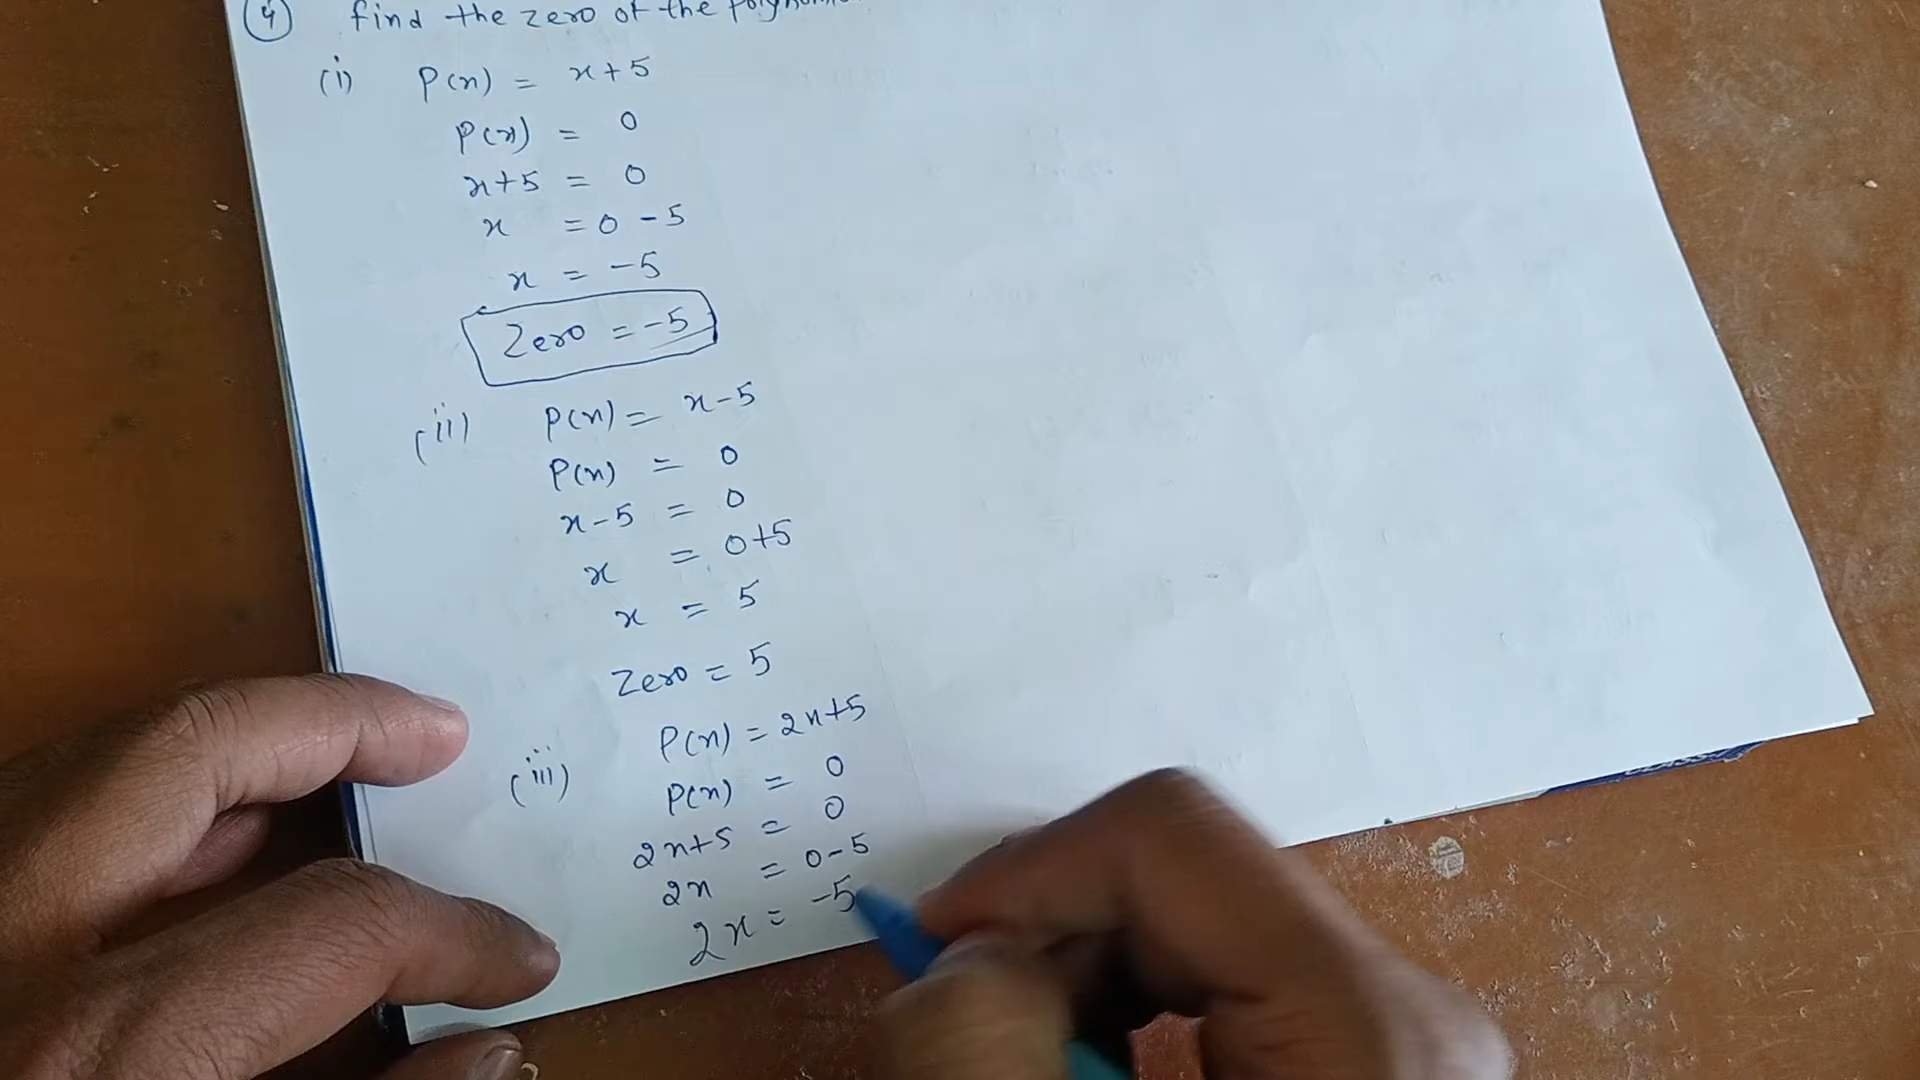 (4) find the zero of the
(i) P(x) = x+5
P(x) = 0
x+5 = 0
x = 0 -5
x = -5
Zero = -5
(ii) P(x) = x-5
P(x) = 0
x-5 = 0
x = 0+5
x = 5
Zero = 5
(iii) P(x) = 2x+5
P(x) = 0
2x+5 = 0
2x = 0-5
2x = -5